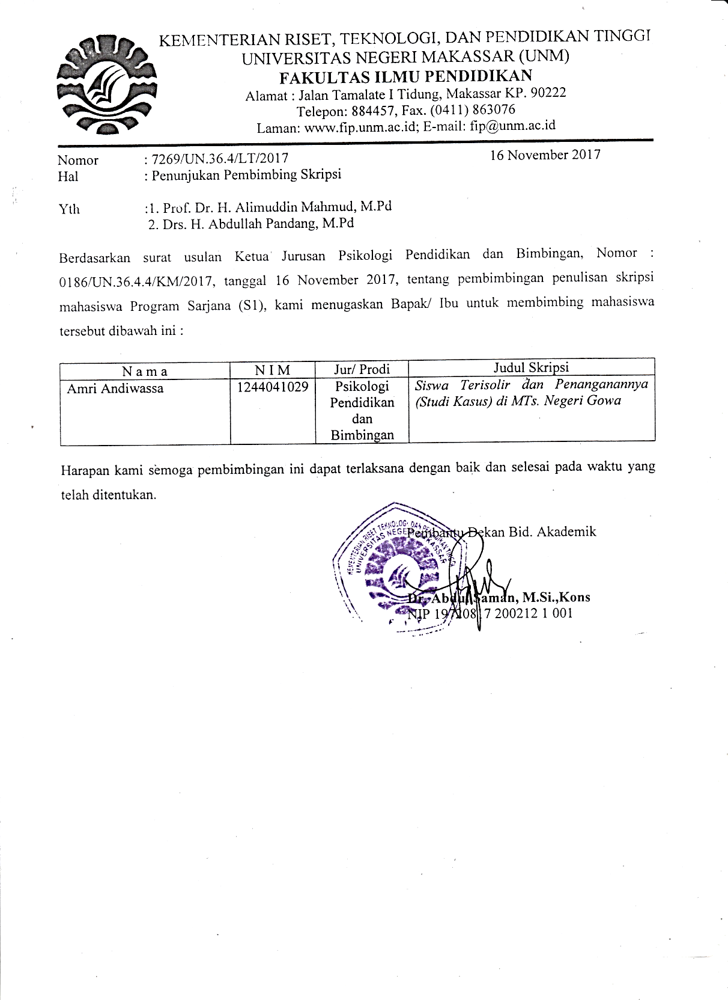 KEMENTERIAN RISET, TEKNOLOGI, DAN PENDIDIKAN TINGGI
UNIVERSITAS NEGERI MAKASSAR (UNM)
FAKULTAS ILMU PENDIDIKAN
Alamat : Jalan Tamalate I Tidung, Makassar KP. 90222
Telepon: 884457, Fax. (0411) 863076
Laman: www.fip.unm.ac.id; E-mail: fip@unm.ac.id
Nomor : 7269/UN.36.4/LT/2017 16 November 2017
Hal : Penunjukan Pembimbing Skripsi
Yth :1. Prof. Dr. H. Alimuddin Mahmud, M.Pd
2. Drs. H. Abdullah Pandang, M.Pd
Berdasarkan surat usulan Ketua Jurusan Psikologi Pendidikan dan Bimbingan, Nomor :
0186/UN.36.4.4/KM/2017, tanggal 16 November 2017, tentang pembimbingan penulisan skripsi
mahasiswa Program Sarjana (S1), kami menugaskan Bapak/ Ibu untuk membimbing mahasiswa
tersebut dibawah ini :
N a m a N I M Jur/ Prodi Judul Skripsi
Amri Andiwassa 1244041029 Psikologi Siswa Terisolir dan Penanganannya
Pendidikan (Studi Kasus) di MTs. Negeri Gowa
dan
Bimbingan
Harapan kami semoga pembimbingan ini dapat terlaksana dengan baik dan selesai pada waktu yang
telah ditentukan.
KEMENTERIAN RISET TEKNOLOGI DAN PENDIDIKAN TINGGI
UNIVERSITAS NEGERI MAKASSAR
Pembantu Dekan Bid. Akademik
Dr. Abdul Saman, M.Si.,Kons
NIP 200212 1 001